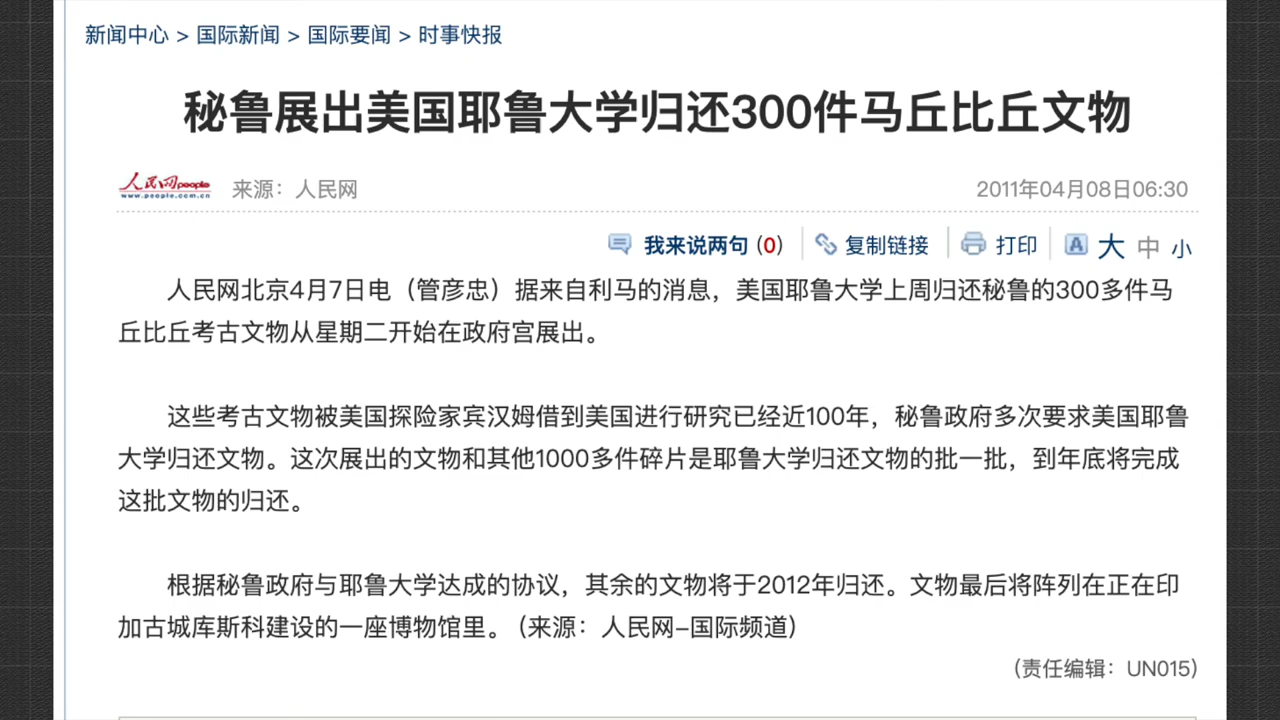 新闻中心 > 国际新闻 > 国际要闻 > 时事快报
秘鲁展出美国耶鲁大学归还300件马丘比丘文物
人民网people
www.people.com.cn
来源：人民网
2011年04月08日06:30
我来说两句 (0)
复制链接
打印
A 大 中 小
人民网北京4月7日电（管彦忠）据来自利马的消息，美国耶鲁大学上周归还秘鲁的300多件马
丘比丘考古文物从星期二开始在政府宫展出。
这些考古文物被美国探险家宾汉姆借到美国进行研究已经近100年，秘鲁政府多次要求美国耶鲁
大学归还文物。这次展出的文物和其他1000多件碎片是耶鲁大学归还文物的批一批，到年底将完成
这批文物的归还。
根据秘鲁政府与耶鲁大学达成的协议，其余的文物将于2012年归还。文物最后将阵列在正在印
加古城库斯科建设的一座博物馆里。（来源：人民网–国际频道）
（责任编辑：UN015）